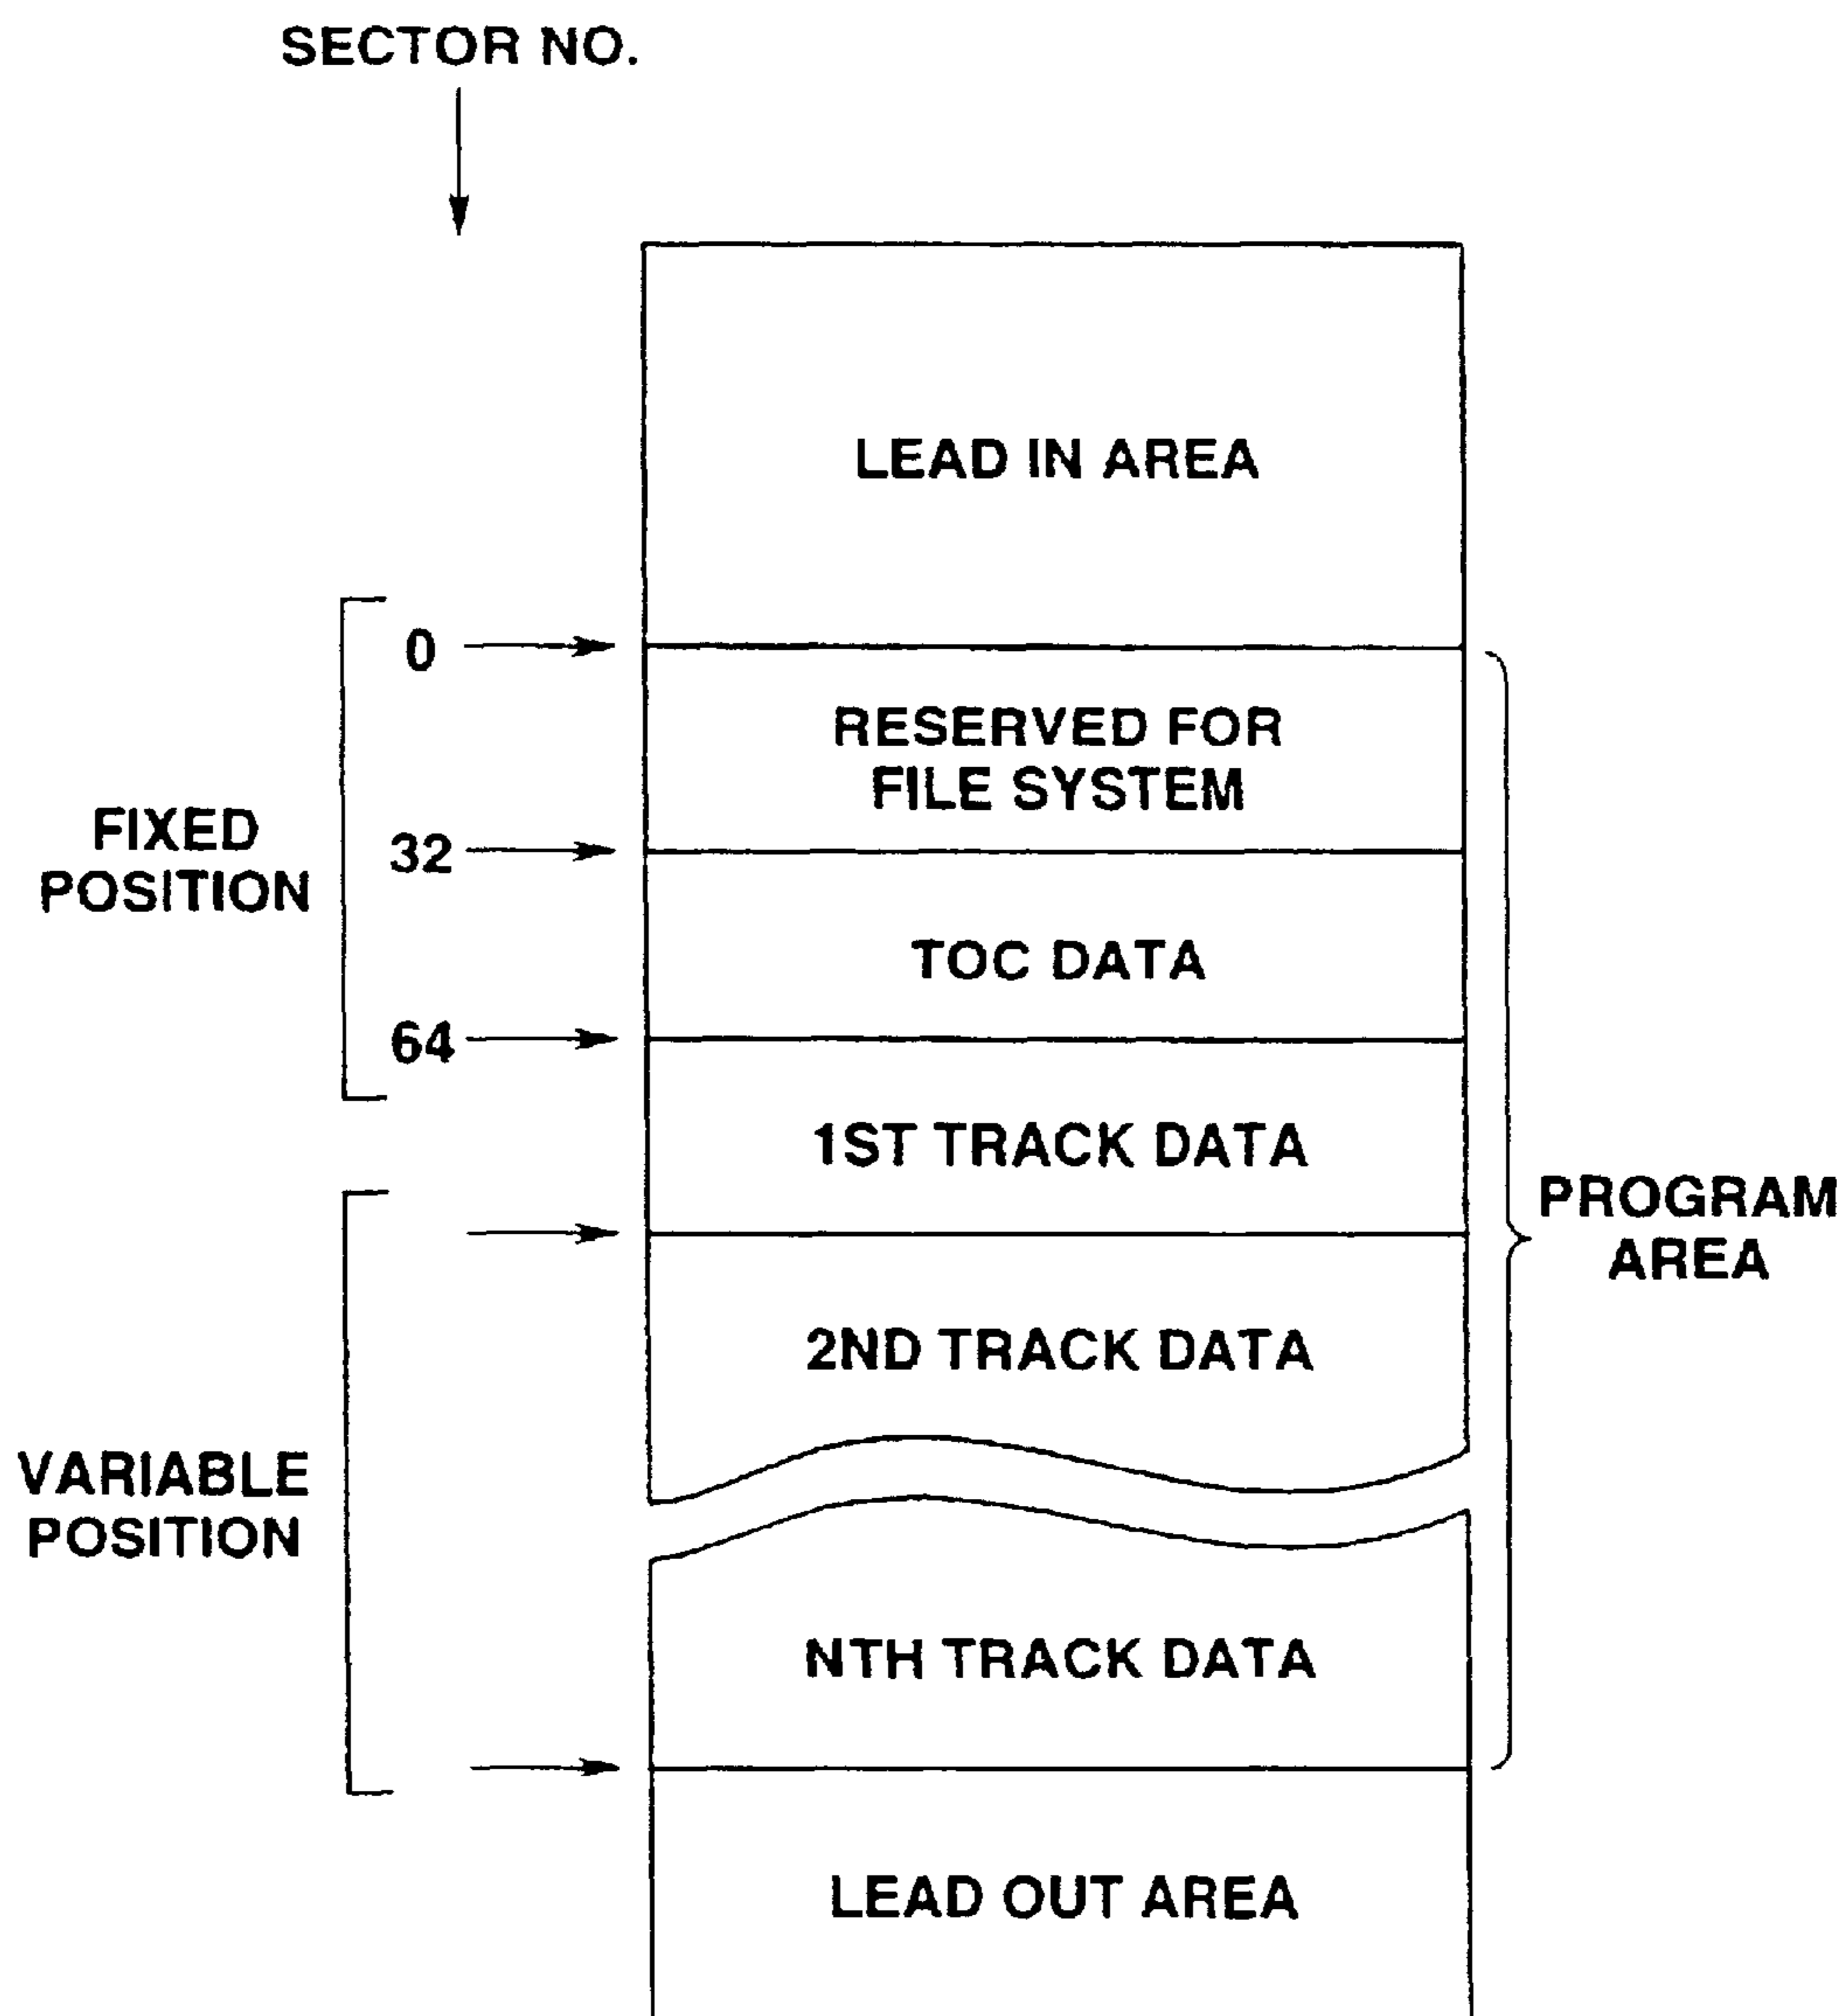 SECTOR NO.
LEAD IN AREA
0
RESERVED FOR
FILE SYSTEM
FIXED
POSITION
32
TOC DATA
64
1ST TRACK DATA
PROGRAM
AREA
2ND TRACK DATA
VARIABLE
POSITION
NTH TRACK DATA
LEAD OUT AREA